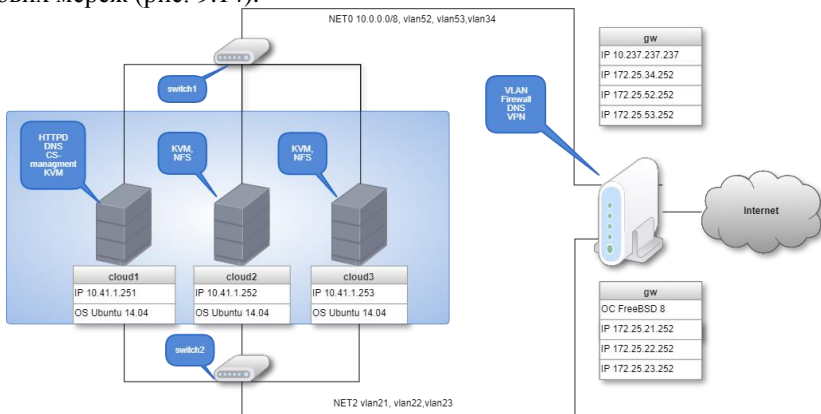 мереж (рис. 9.14).
NET0 10.0.0.0/8, vlan52, vlan53,vlan34
switch1
gw
IP 10.237.237.237
IP 172.25.34.252
IP 172.25.52.252
IP 172.25.53.252
VLAN
Firewall
DNS
VPN
HTTPD
DNS
CS-
managment
KVM
KVM,
NFS
KVM,
NFS
Internet
cloud1
IP 10.41.1.251
OS Ubuntu 14.04
cloud2
IP 10.41.1.252
OS Ubuntu 14.04
cloud3
IP 10.41.1.253
OS Ubuntu 14.04
gw
OC FreeBSD 8
IP 172.25.21.252
IP 172.25.22.252
IP 172.25.23.252
switch2
NET2 vlan21, vlan22,vlan23